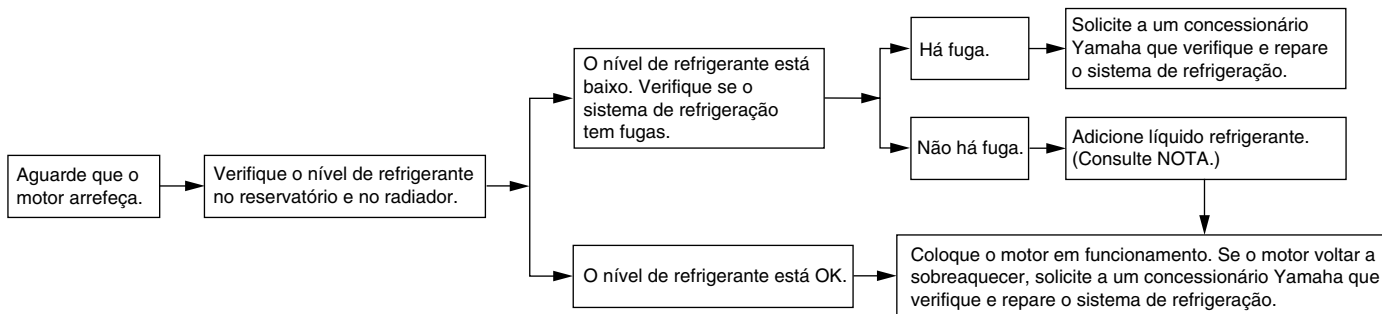 Aguarde que o
motor arrefeça.
Verifique o nível de refrigerante
no reservatório e no radiador.
O nível de refrigerante está
baixo. Verifique se o
sistema de refrigeração
tem fugas.
Há fuga.
Solicite a um concessionário
Yamaha que verifique e repare
o sistema de refrigeração.
Não há fuga.
Adicione líquido refrigerante.
(Consulte NOTA.)
O nível de refrigerante está OK.
Coloque o motor em funcionamento. Se o motor voltar a
sobreaquecer, solicite a um concessionário Yamaha que
verifique e repare o sistema de refrigeração.